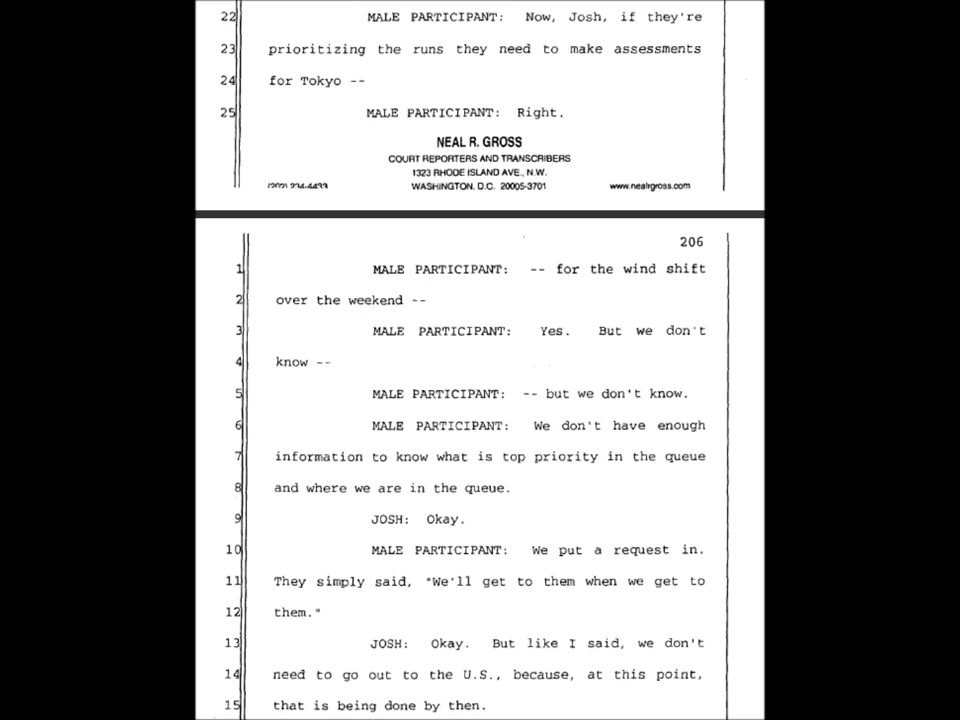 22 MALE PARTICIPANT: Now, Josh, if they're
23 prioritizing the runs they need to make assessments
24 for Tokyo --
25 MALE PARTICIPANT: Right.
NEAL R. GROSS
COURT REPORTERS AND TRANSCRIBERS
1323 RHODE ISLAND AVE., N.W.
(202) 234-4433 WASHINGTON, D.C. 20005-3701 www.nealrgross.com
206
1 MALE PARTICIPANT: -- for the wind shift
2 over the weekend --
3 MALE PARTICIPANT: Yes. But we don't
4 know --
5 MALE PARTICIPANT: -- but we don't know.
6 MALE PARTICIPANT: We don't have enough
7 information to know what is top priority in the queue
8 and where we are in the queue.
9 JOSH: Okay.
10 MALE PARTICIPANT: We put a request in.
11 They simply said, "We'll get to them when we get to
12 them."
13 JOSH: Okay. But like I said, we don't
14 need to go out to the U.S., because, at this point,
15 that is being done by then.